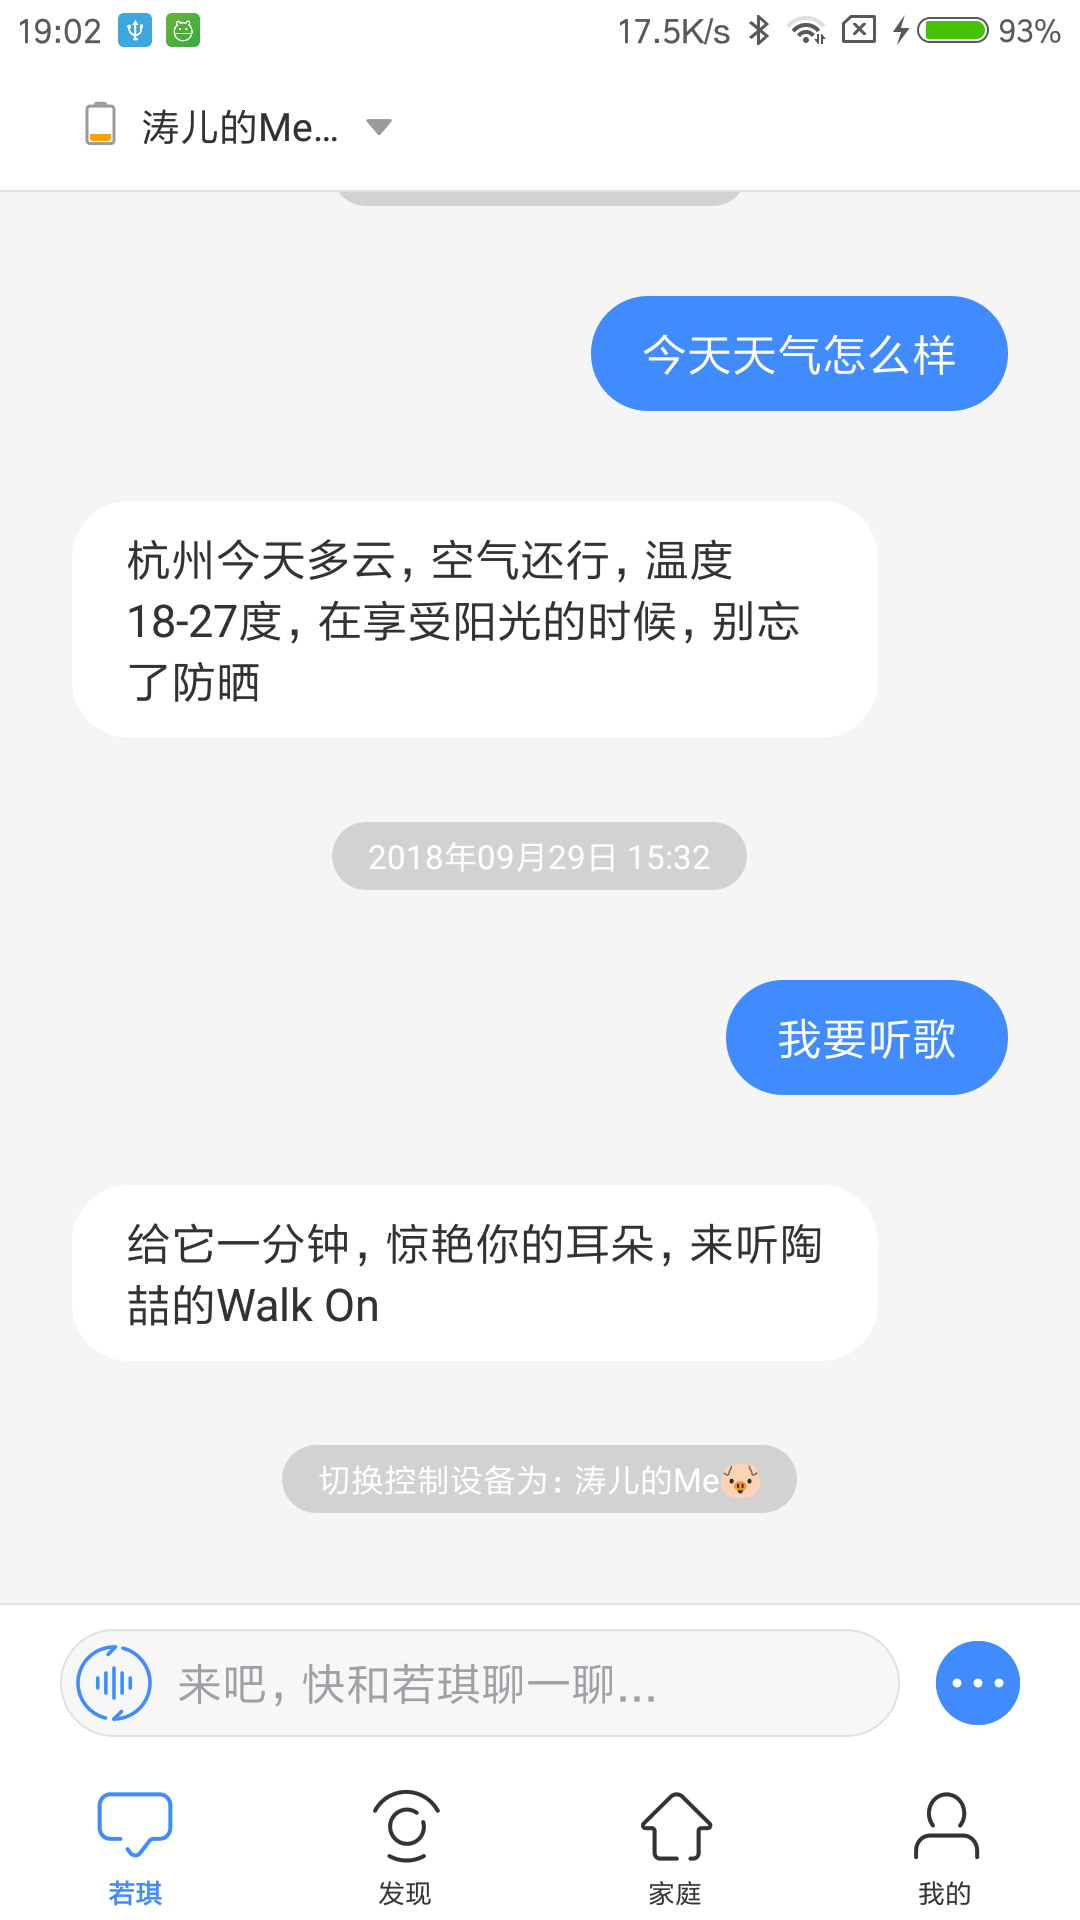 19:02 17.5K/s 93%
涛儿的Me...
今天天气怎么样
杭州今天多云，空气还行，温度
18-27度，在享受阳光的时候，别忘
了防晒
2018年09月29日 15:32
我要听歌
给它一分钟，惊艳你的耳朵，来听陶
喆的Walk On
切换控制设备为：涛儿的Me🐷
来吧，快和若琪聊一聊...
若琪 发现 家庭 我的